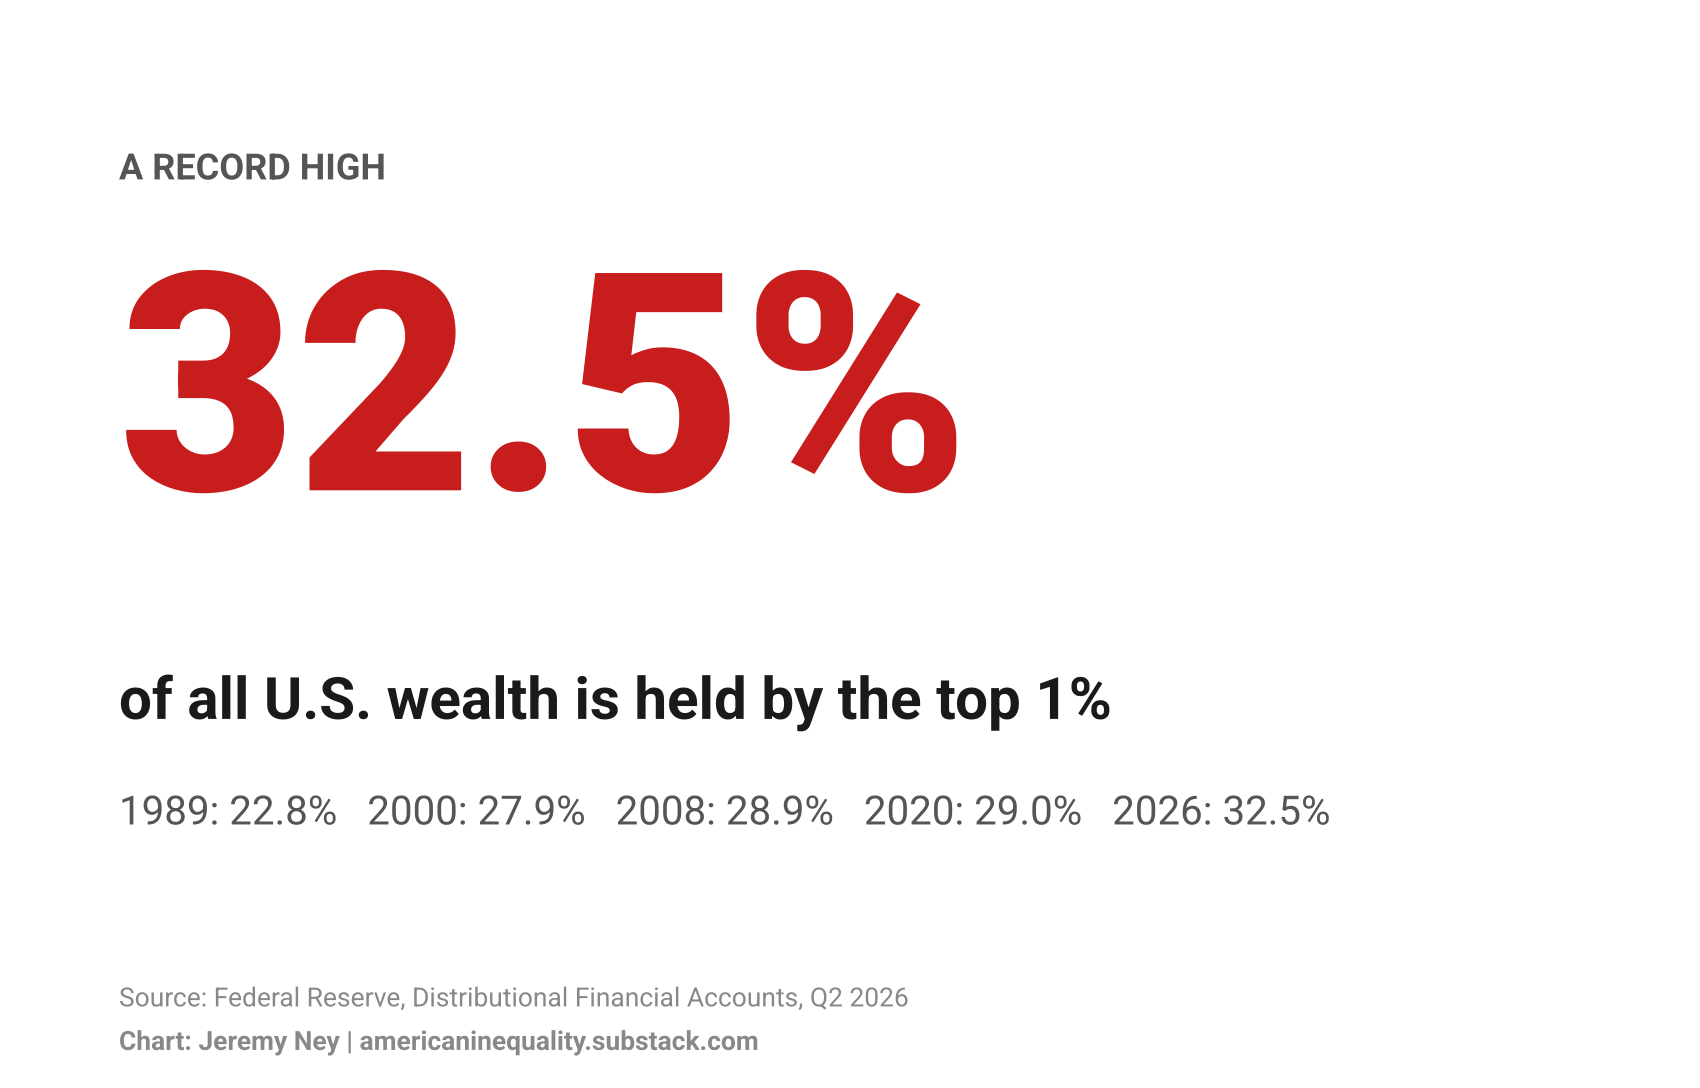 A RECORD HIGH
32.5%
of all U.S. wealth is held by the top 1%
1989: 22.8% 2000: 27.9% 2008: 28.9% 2020: 29.0% 2026: 32.5%
Source: Federal Reserve, Distributional Financial Accounts, Q2 2026
Chart: Jeremy Ney | americaninequality.substack.com